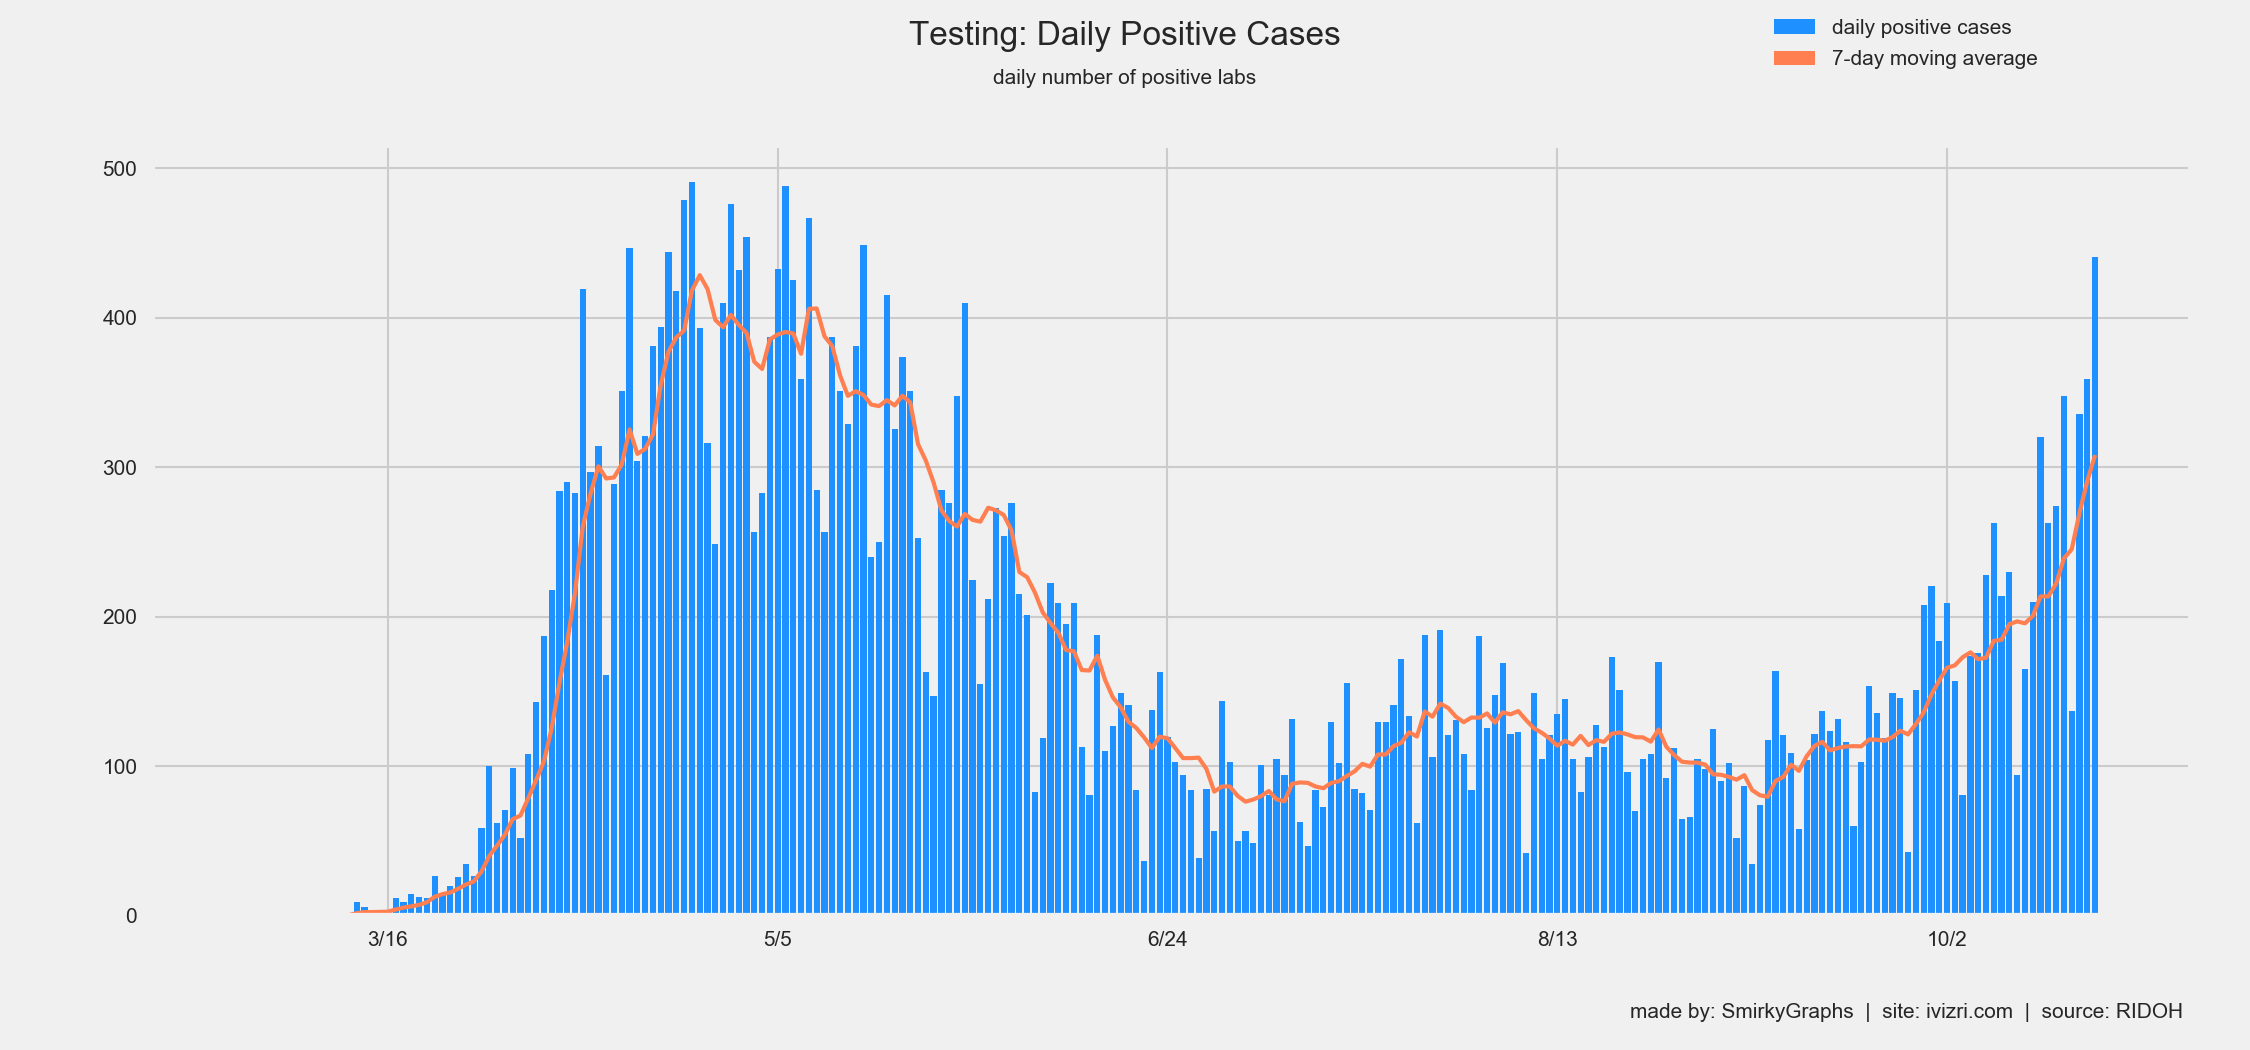 Testing: Daily Positive Cases
daily number of positive labs
daily positive cases
7-day moving average
500
400
300
200
100
0
3/16 5/5 6/24 8/13 10/2
made by: SmirkyGraphs | site: ivizri.com | source: RIDOH